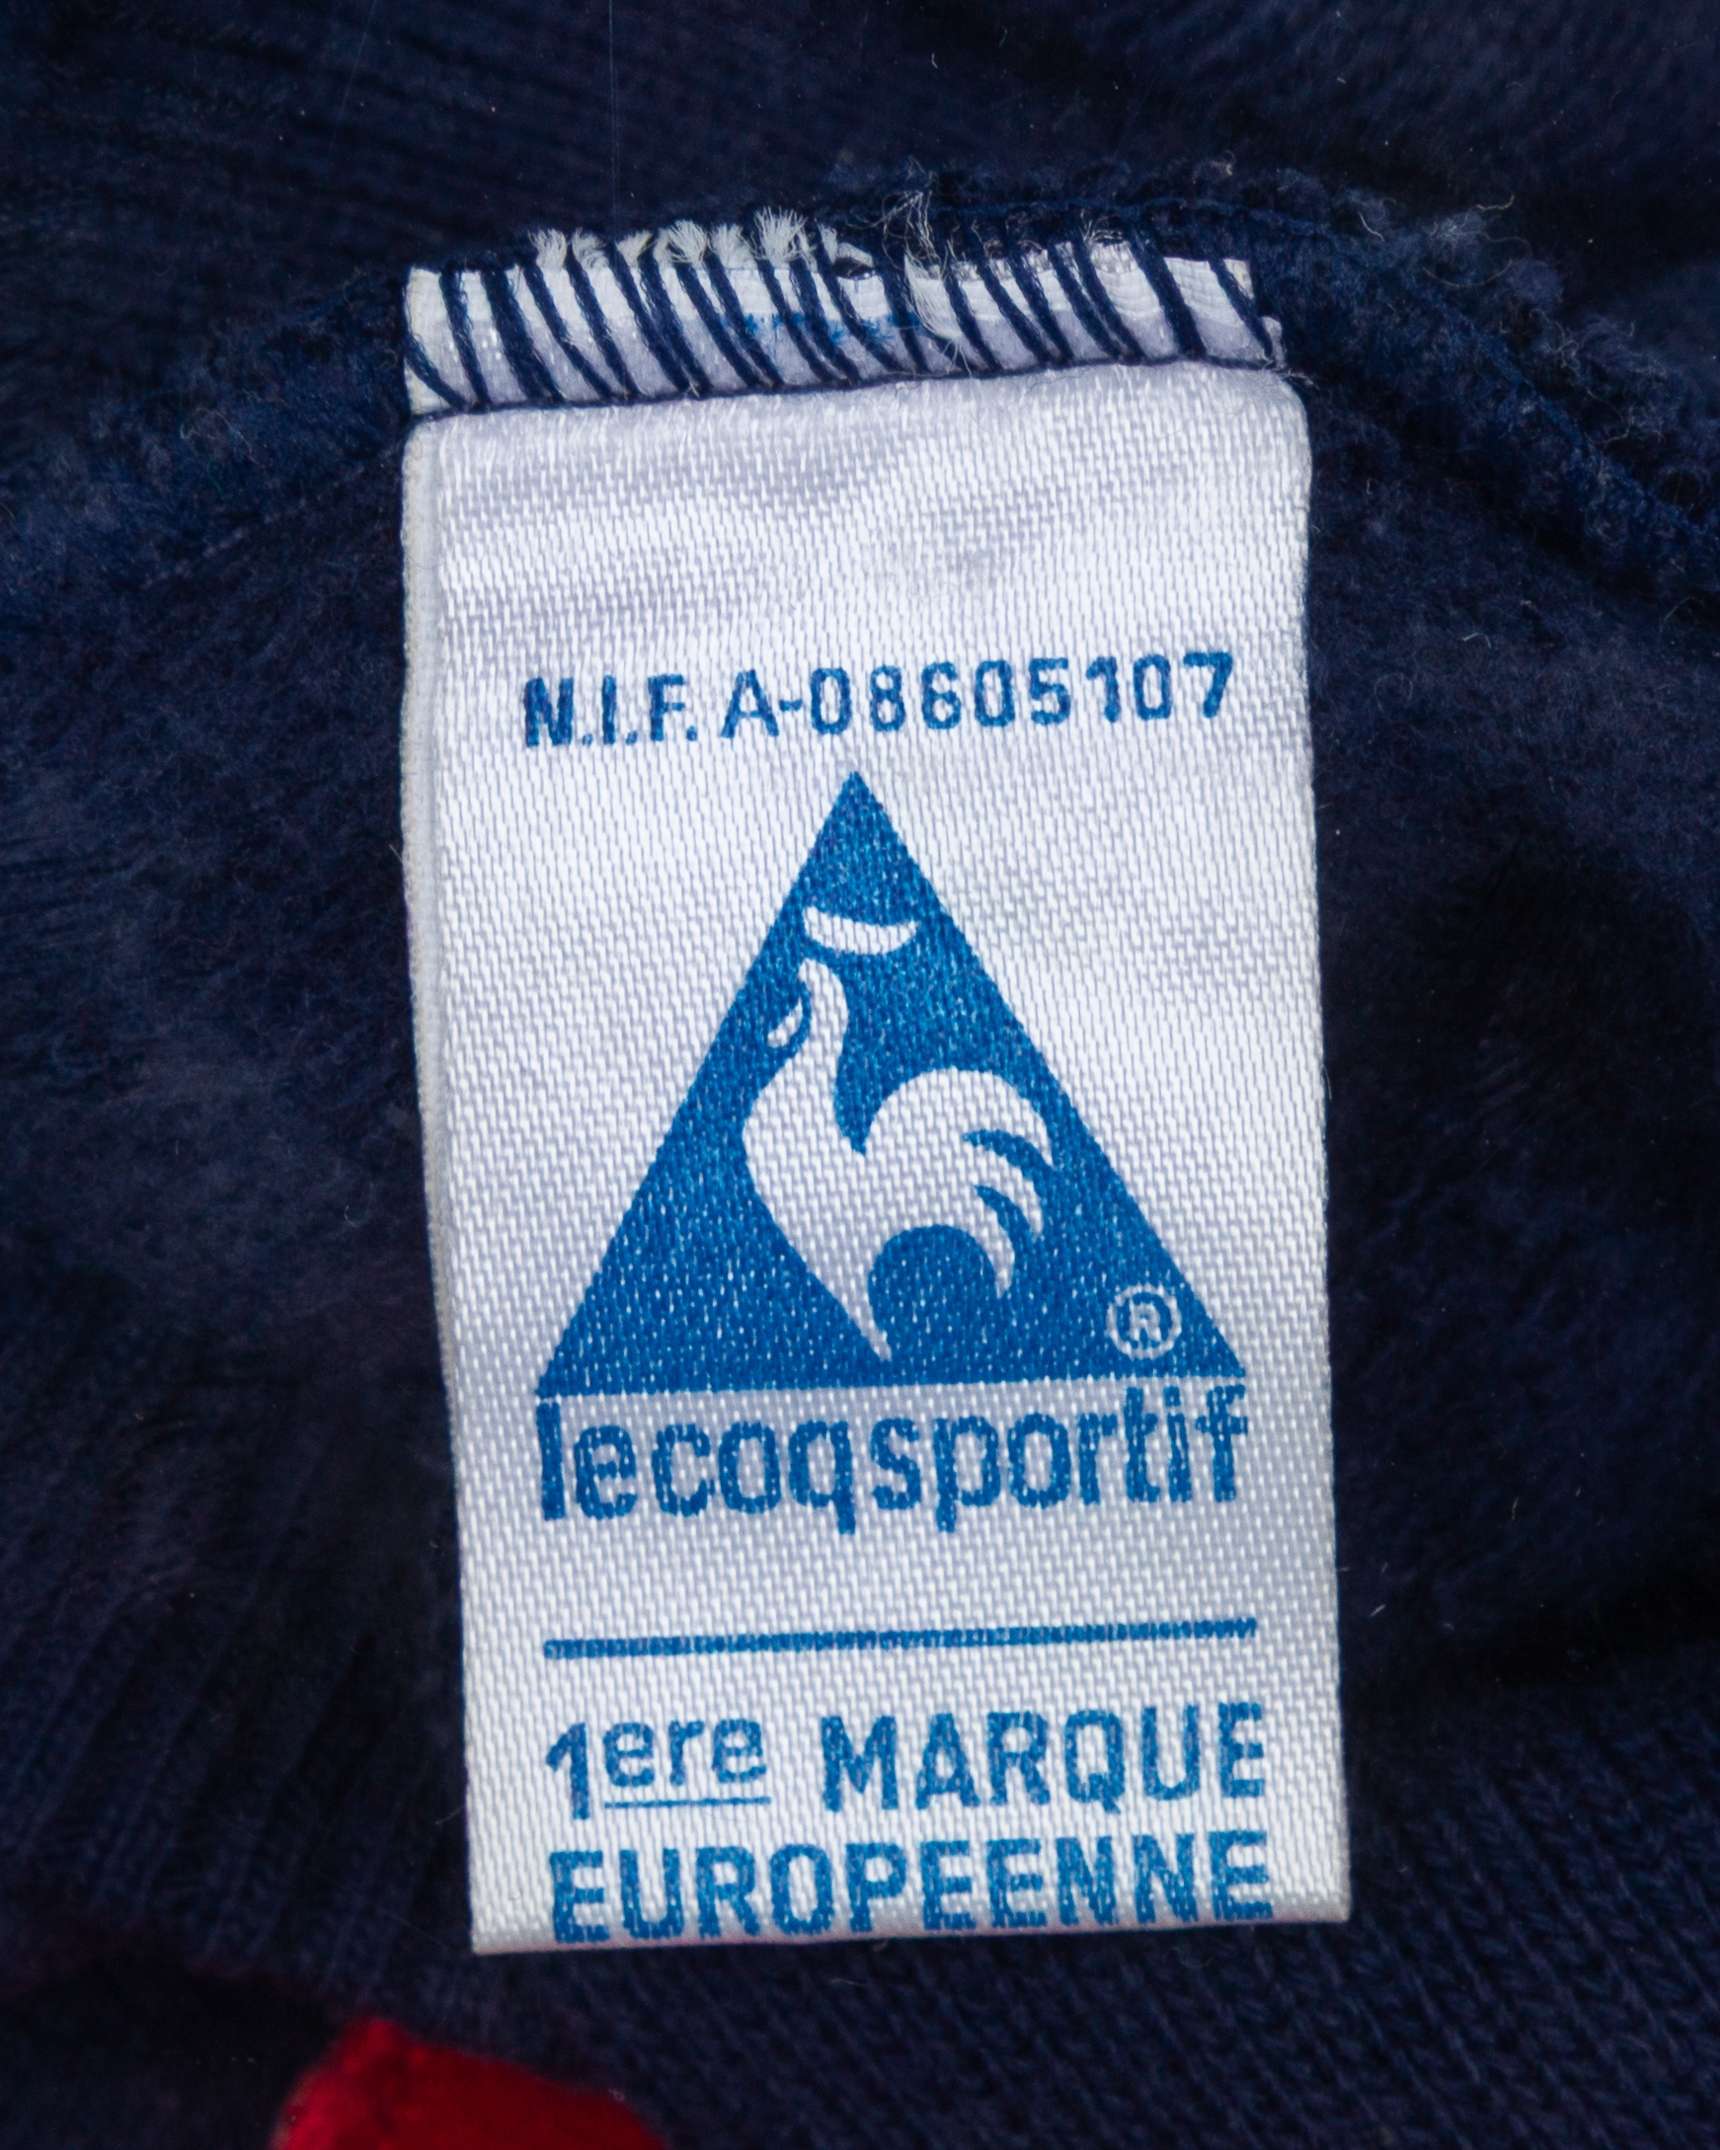 N.I.F. A-08605107
®
lecoqsportif
1ere MARQUE
EUROPEENNE